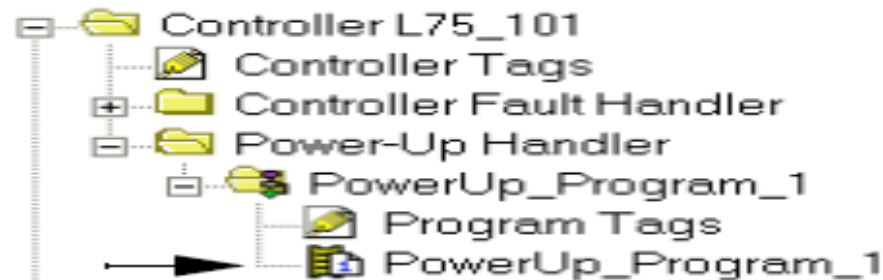 Controller L75_101
Controller Tags
Controller Fault Handler
Power-Up Handler
PowerUp_Program_1
Program Tags
PowerUp_Program_1